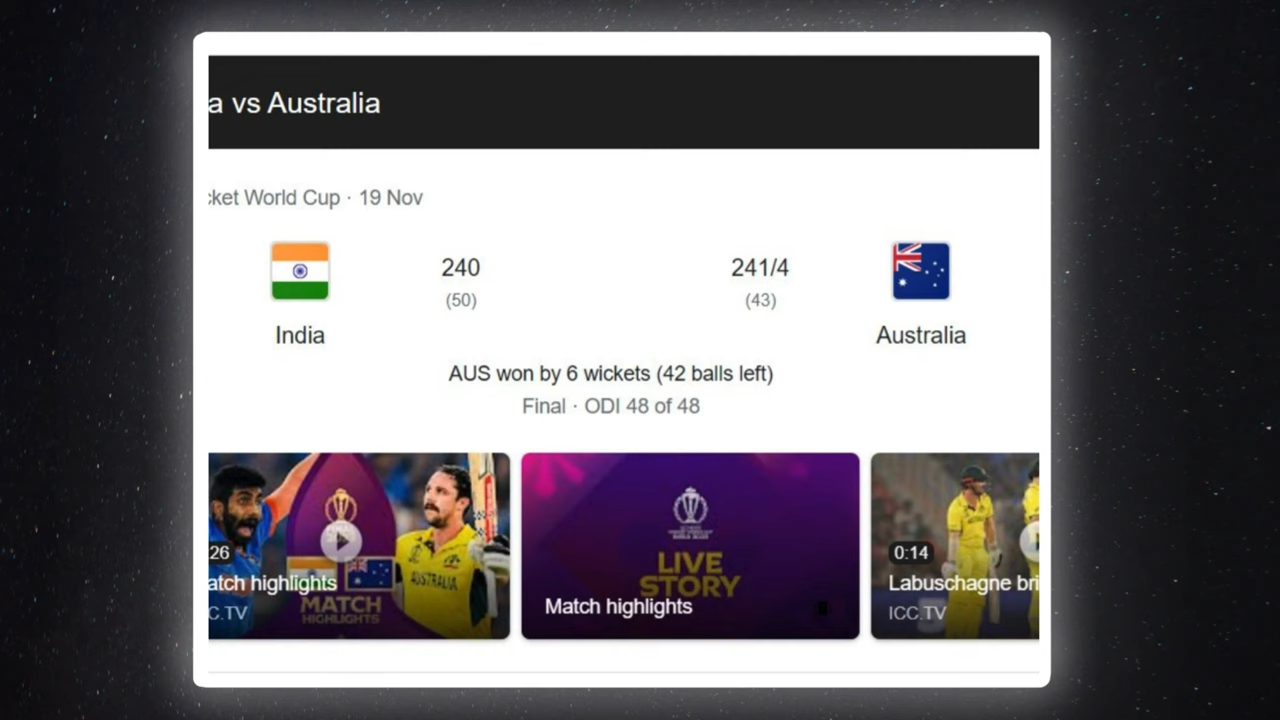 a vs Australia
cket World Cup · 19 Nov
240
(50)
India
241/4
(43)
Australia
AUS won by 6 wickets (42 balls left)
Final · ODI 48 of 48
26
atch highlights
C.TV
AUSTRALIA
MATCH
HIGHLIGHTS
LIVE
STORY
Match highlights
0:14
Labuschagne bri
ICC.TV